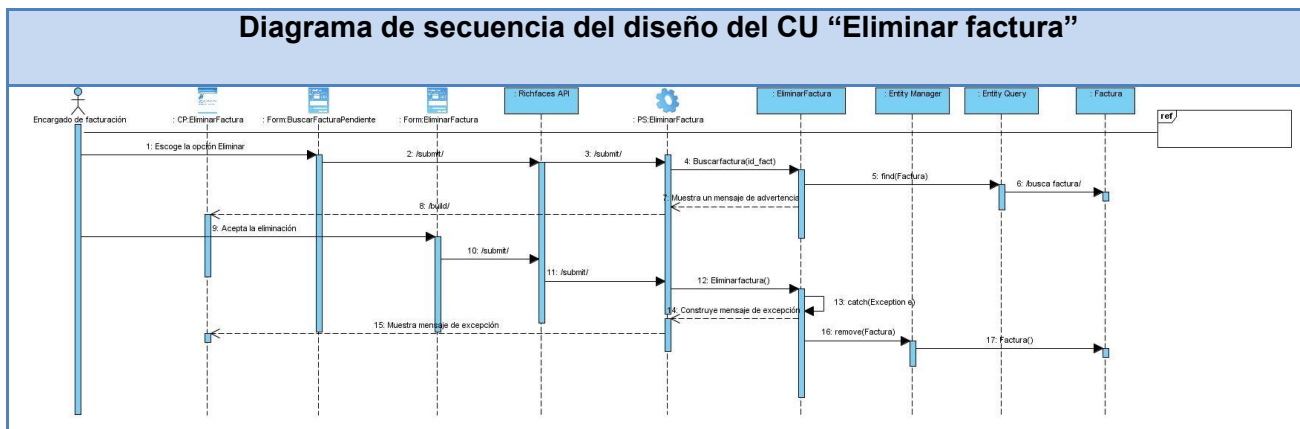 Diagrama de secuencia del diseño del CU “Eliminar factura”
: Richfaces API
: EliminarFactura
: Entity Manager
: Entity Query
: Factura
Encargado de facturación
: CP:EliminarFactura
: Form:BuscarFacturaPendiente
: Form:EliminarFactura
: PS:EliminarFactura
ref
1: Escoge la opción Eliminar
2: /submit/
3: /submit/
4: Buscarfactura(id_fact)
5: find(Factura)
6: /busca factura/
7: Muestra un mensaje de advertencia
8: /build/
9: Acepta la eliminación
10: /submit/
11: /submit/
12: Eliminarfactura()
13: catch(Exception e)
14: Construye mensaje de excepción
15: Muestra mensaje de excepción
16: remove(Factura)
17: Factura()